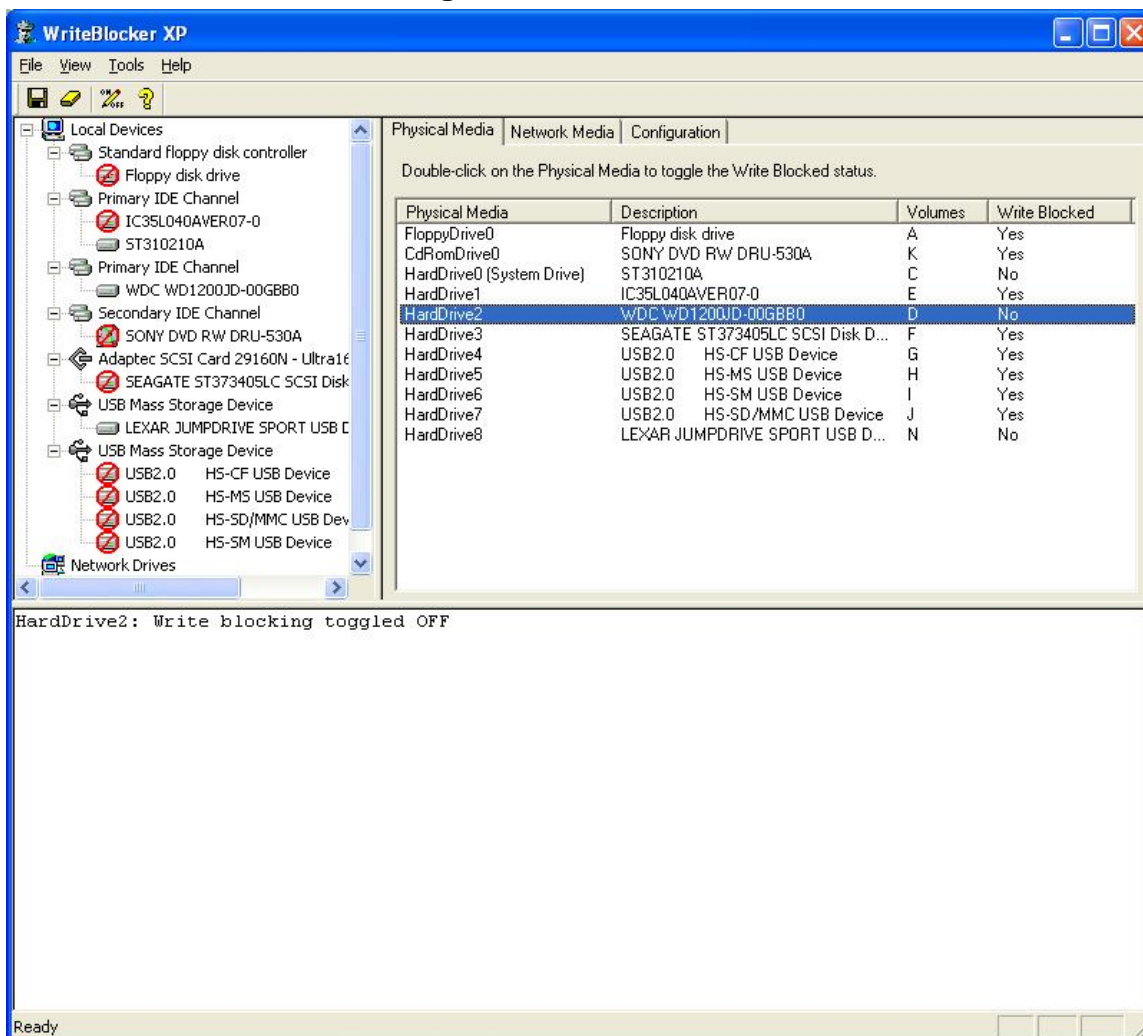 WriteBlocker XP
File View Tools Help
ON OFF
Local Devices
Standard floppy disk controller
Floppy disk drive
Primary IDE Channel
IC35L040AVER07-0
ST310210A
Primary IDE Channel
WDC WD1200JD-00GBB0
Secondary IDE Channel
SONY DVD RW DRU-530A
Adaptec SCSI Card 29160N - Ultra16
SEAGATE ST373405LC SCSI Disk
USB Mass Storage Device
LEXAR JUMPDRIVE SPORT USB D
USB Mass Storage Device
USB2.0 HS-CF USB Device
USB2.0 HS-MS USB Device
USB2.0 HS-SD/MMC USB Dev
USB2.0 HS-SM USB Device
Network Drives
Physical Media Network Media Configuration
Double-click on the Physical Media to toggle the Write Blocked status.
Physical Media Description Volumes Write Blocked
FloppyDrive0 Floppy disk drive A Yes
CdRomDrive0 SONY DVD RW DRU-530A K Yes
HardDrive0 (System Drive) ST310210A C No
HardDrive1 IC35L040AVER07-0 E Yes
HardDrive2 WDC WD1200JD-00GBB0 D No
HardDrive3 SEAGATE ST373405LC SCSI Disk D... F Yes
HardDrive4 USB2.0 HS-CF USB Device G Yes
HardDrive5 USB2.0 HS-MS USB Device H Yes
HardDrive6 USB2.0 HS-SM USB Device I Yes
HardDrive7 USB2.0 HS-SD/MMC USB Device J Yes
HardDrive8 LEXAR JUMPDRIVE SPORT USB D... N No
HardDrive2: Write blocking toggled OFF
Ready